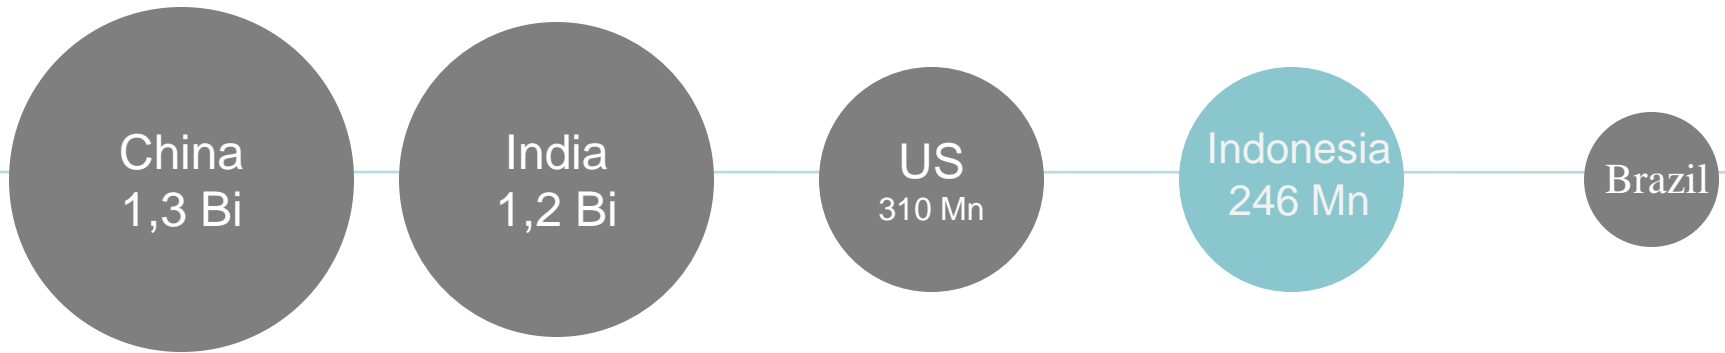 China
1,3 Bi
India
1,2 Bi
US
310 Mn
Indonesia
246 Mn
Brazil